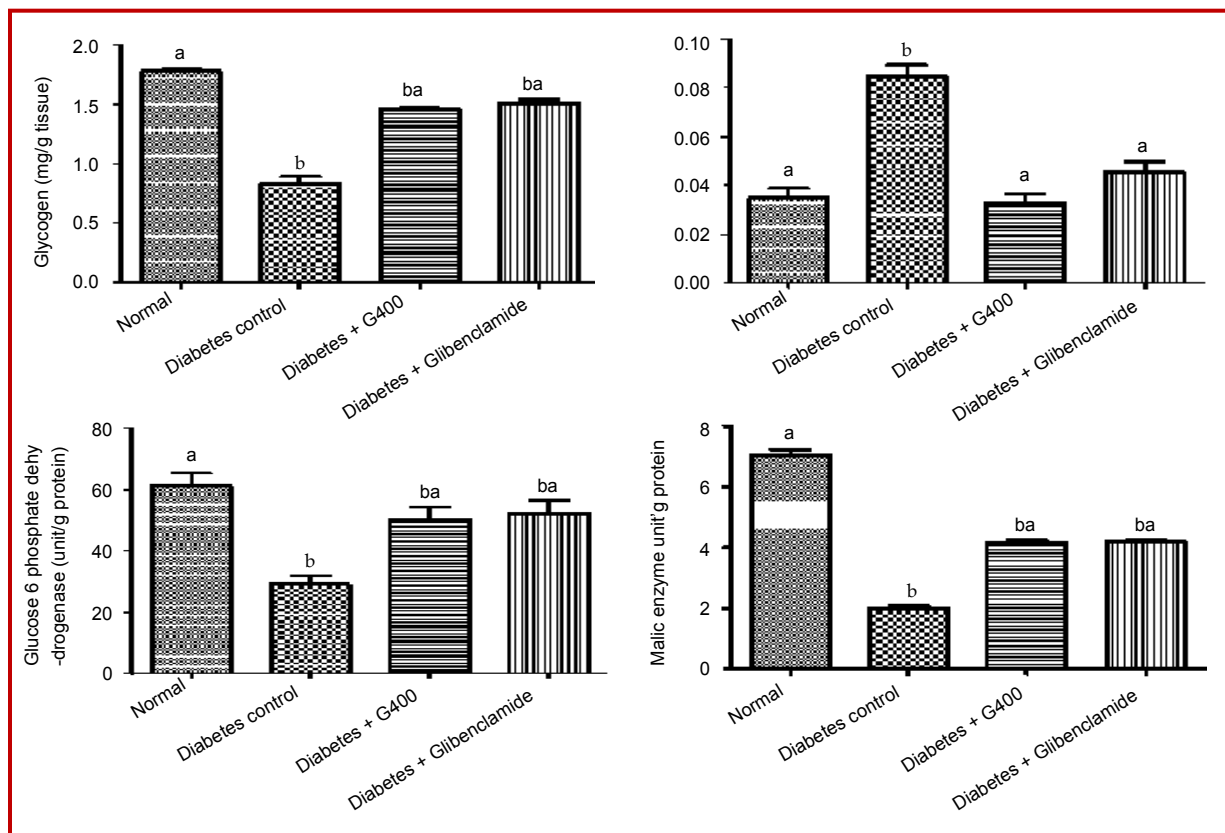 Glycogen (mg/g tissue)
2.0
1.5
1.0
0.5
0.0
a
b
ba
ba
Normal
Diabetes control
Diabetes + G400
Diabetes + Glibenclamide
0.10
0.08
0.06
0.04
0.02
0.00
a
b
a
a
Normal
Diabetes control
Diabetes + G400
Diabetes + Glibenclamide
Glucose 6 phosphate dehy
-drogenase (unit/g protein)
80
60
40
20
0
a
b
ba
ba
Normal
Diabetes control
Diabetes + G400
Diabetes + Glibenclamide
Malic enzyme unit'g protein
8
6
4
2
0
a
b
ba
ba
Normal
Diabetes control
Diabetes + G400
Diabetes + Glibenclamide